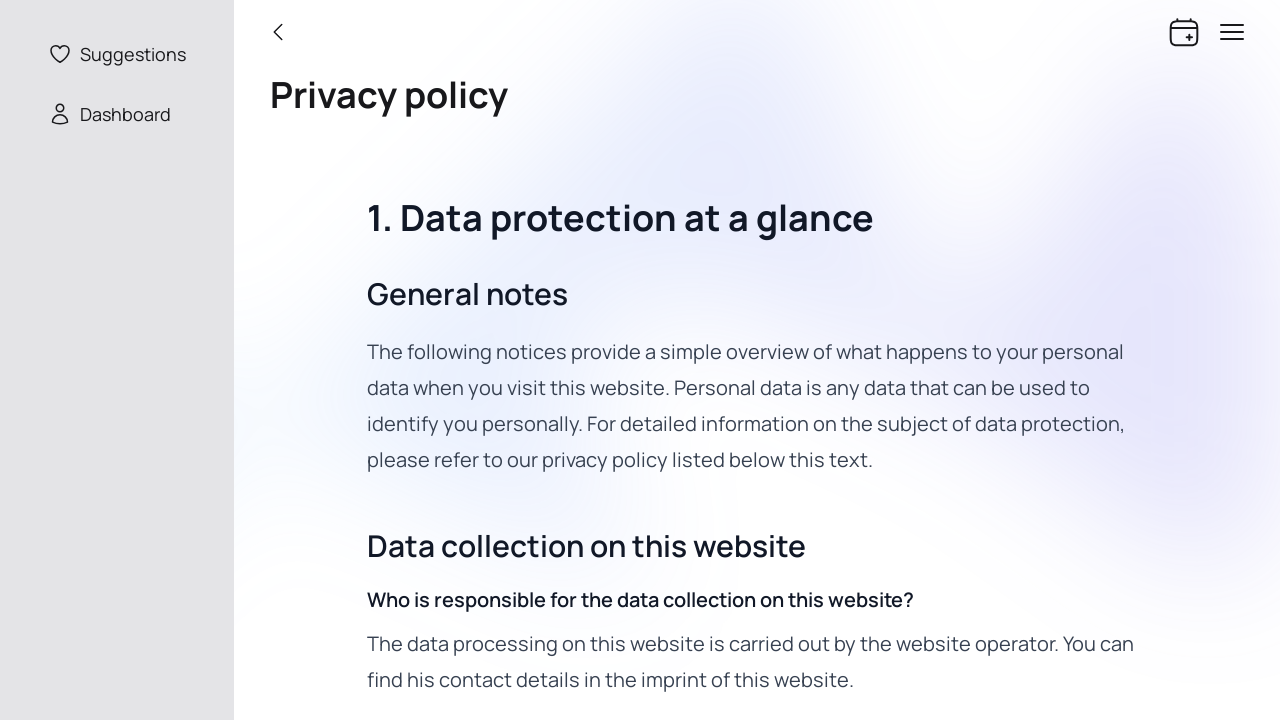 Suggestions
Dashboard
Privacy policy
1. Data protection at a glance
General notes
The following notices provide a simple overview of what happens to your personal
data when you visit this website. Personal data is any data that can be used to
identify you personally. For detailed information on the subject of data protection,
please refer to our privacy policy listed below this text.
Data collection on this website
Who is responsible for the data collection on this website?
The data processing on this website is carried out by the website operator. You can
find his contact details in the imprint of this website.